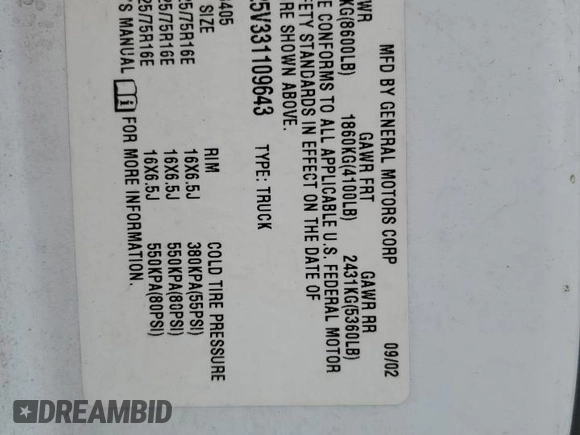 MFD BY GENERAL MOTORS CORP 09/02
GAWR FRT GAWR RR
KG(8600LB) 1860KG(4100LB) 2431KG(5360LB)
CONFORMS TO ALL APPLICABLE U.S. FEDERAL MOTOR
STANDARDS IN EFFECT ON THE DATE OF
SHOWN ABOVE.
5V331109643 TYPE: TRUCK
405
SIZE RIM COLD TIRE PRESSURE
25/75R16E 16X6.5J 380KPA(55PSI)
25/75R16E 16X6.5J 550KPA(80PSI)
25/75R16E 16X6.5J 550KPA(80PSI)
MANUAL FOR MORE INFORMATION.
DREAMBID